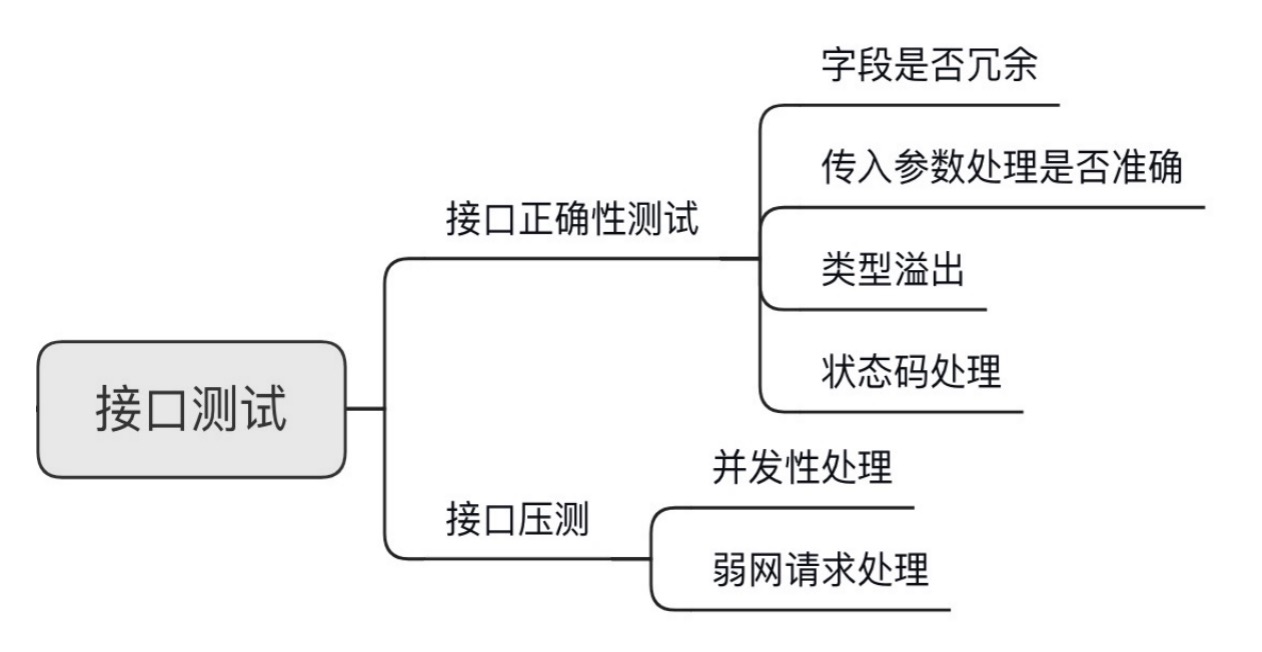 接口测试
接口正确性测试
字段是否冗余
传入参数处理是否准确
类型溢出
状态码处理
接口压测
并发性处理
弱网请求处理